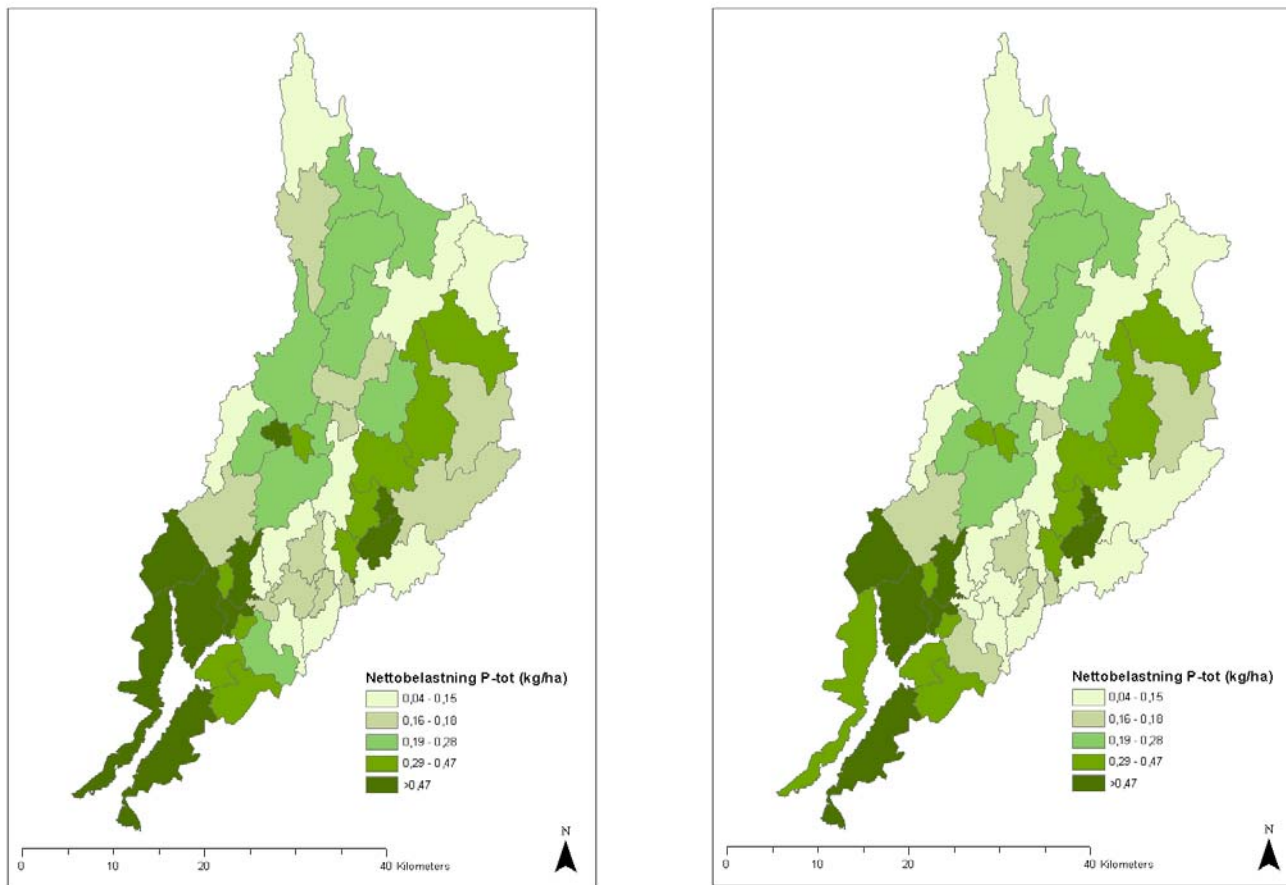 Nettobelastning P-tot (kg/ha)
0,04 - 0,15
0,16 - 0,18
0,19 - 0,28
0,29 - 0,47
>0,47
N
0 10 20 40 Kilometers
Nettobelastning P-tot (kg/ha)
0,04 - 0,15
0,16 - 0,18
0,19 - 0,28
0,29 - 0,47
>0,47
N
0 10 20 40 Kilometers